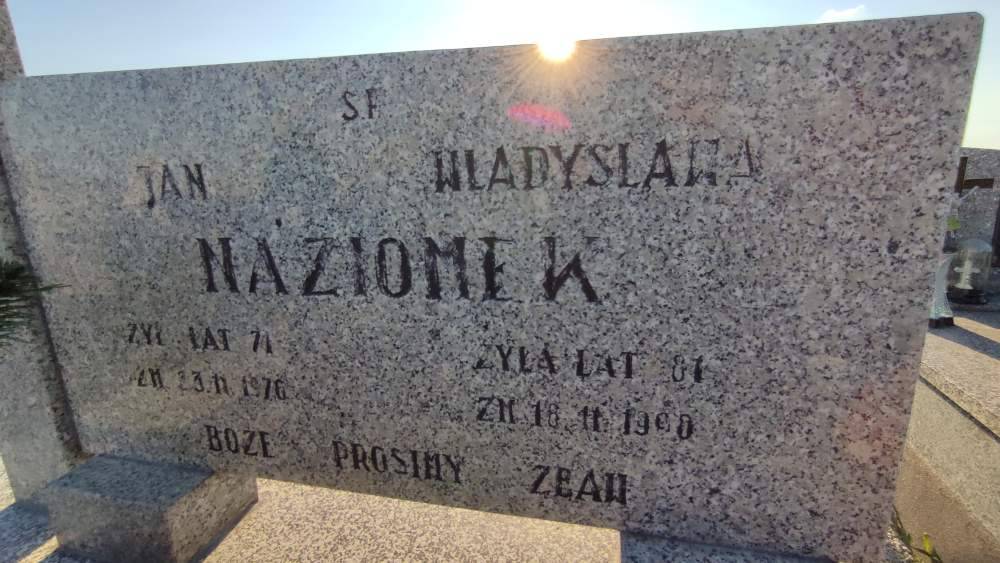 SP
JAN WŁADYSŁAWA
NAZIOMEK
ŻYŁ LAT 71 ŻYŁA LAT 81
ZM 23.11.1976 ZM 18.11.1990
BOŻE PROSIMY ZBAW